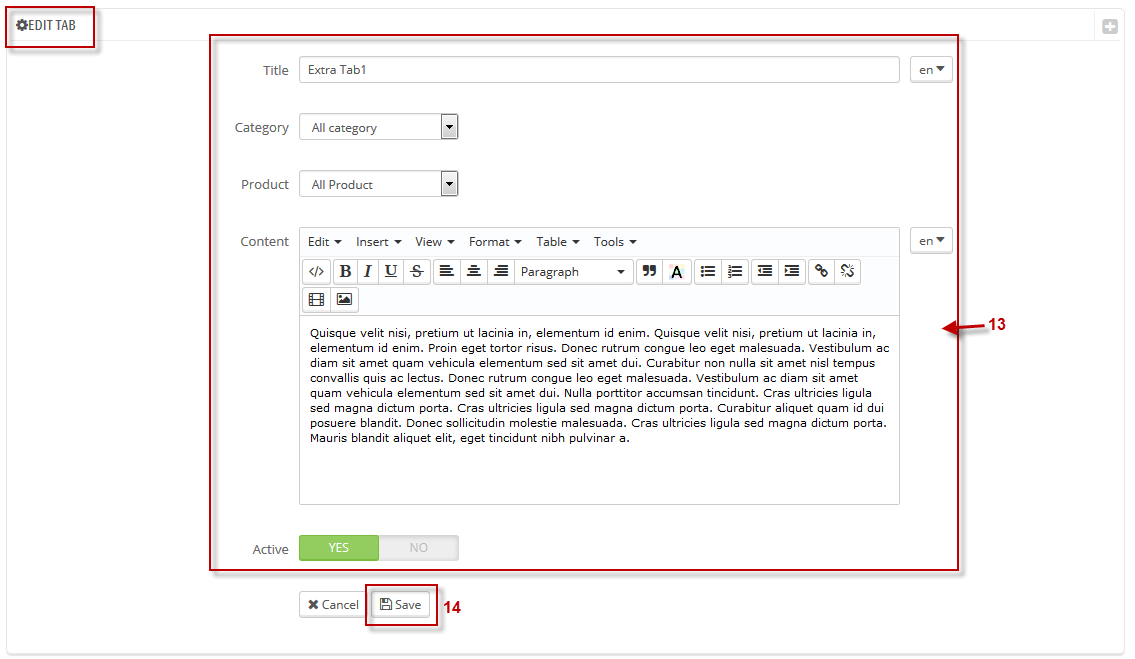 EDIT TAB
Title Extra Tab1 en
Category All category
Product All Product
Content Edit Insert View Format Table Tools en
</> B I U S Paragraph A
Quisque velit nisi, pretium ut lacinia in, elementum id enim. Quisque velit nisi, pretium ut lacinia in,
elementum id enim. Proin eget tortor risus. Donec rutrum congue leo eget malesuada. Vestibulum ac
diam sit amet quam vehicula elementum sed sit amet dui. Curabitur non nulla sit amet nisl tempus
convallis quis ac lectus. Donec rutrum congue leo eget malesuada. Vestibulum ac diam sit amet
quam vehicula elementum sed sit amet dui. Nulla porttitor accumsan tincidunt. Cras ultricies ligula
sed magna dictum porta. Cras ultricies ligula sed magna dictum porta. Curabitur aliquet quam id dui
posuere blandit. Donec sollicitudin molestie malesuada. Cras ultricies ligula sed magna dictum porta.
Mauris blandit aliquet elit, eget tincidunt nibh pulvinar a.
13
Active YES NO
Cancel Save 14